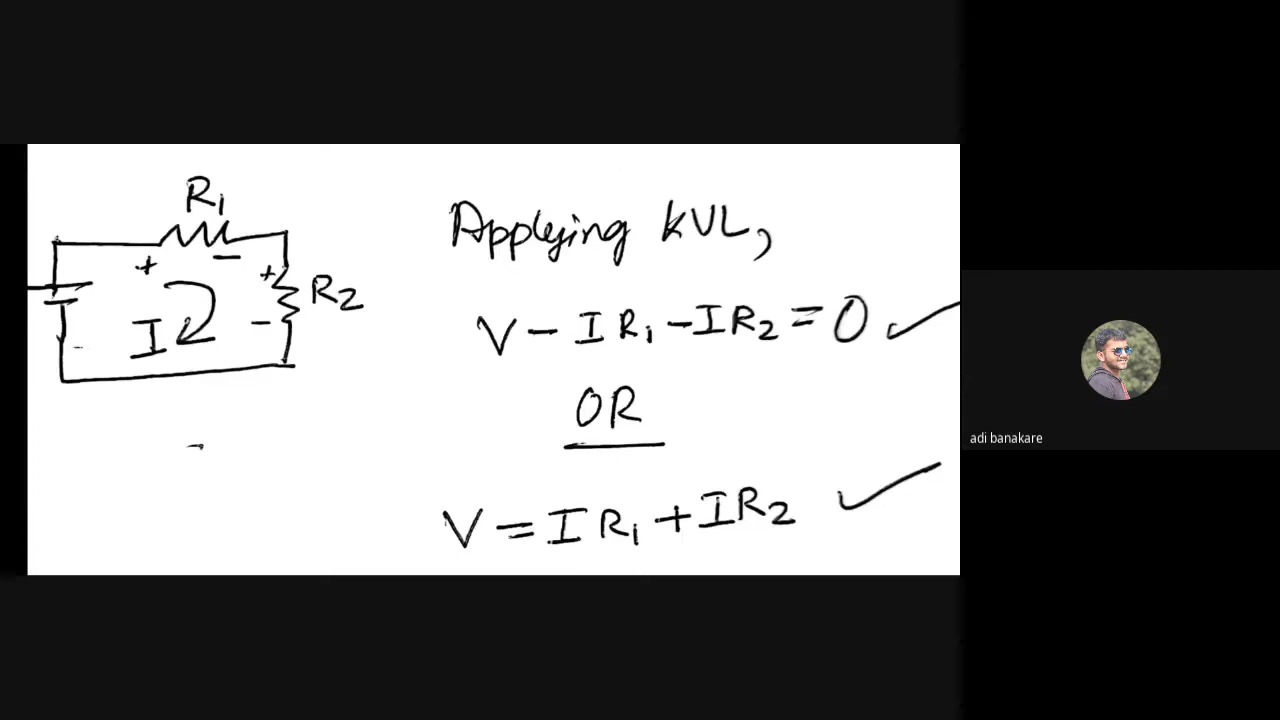 R1
+ −
+
R2
−
I
Applying KVL,
V − IR1 − IR2 = 0 ✓
OR
V = IR1 + IR2 ✓
adi banakare